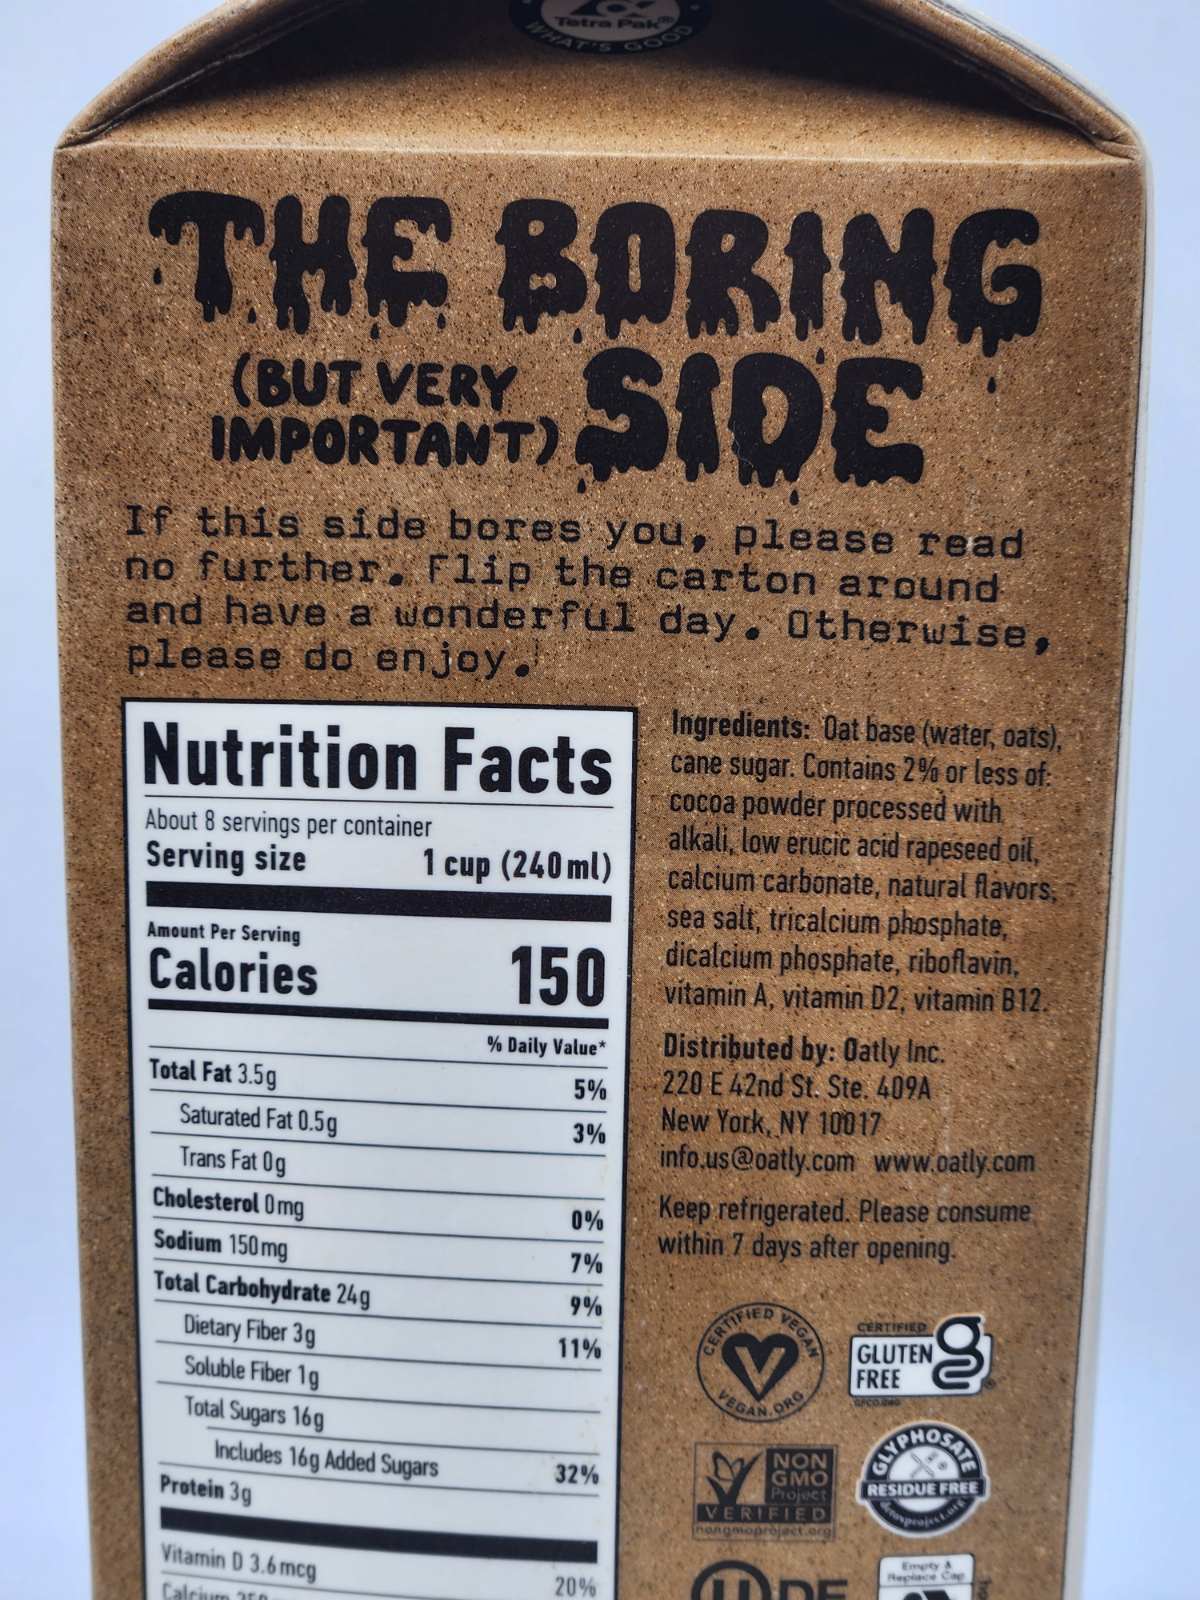 Tetra Pak®
WHAT'S GOOD
THE BORING
(BUT VERY
IMPORTANT) SIDE
If this side bores you, please read
no further. Flip the carton around
and have a wonderful day. Otherwise,
please do enjoy.
Nutrition Facts
About 8 servings per container
Serving size 1 cup (240 ml)
Amount Per Serving
Calories 150
% Daily Value*
Total Fat 3.5g 5%
Saturated Fat 0.5g 3%
Trans Fat 0g
Cholesterol 0mg 0%
Sodium 150mg 7%
Total Carbohydrate 24g 9%
Dietary Fiber 3g 11%
Soluble Fiber 1g
Total Sugars 16g
Includes 16g Added Sugars 32%
Protein 3g
Vitamin D 3.6mcg 20%
Calcium
Ingredients: Oat base (water, oats),
cane sugar. Contains 2% or less of:
cocoa powder processed with
alkali, low erucic acid rapeseed oil,
calcium carbonate, natural flavors,
sea salt, tricalcium phosphate,
dicalcium phosphate, riboflavin,
vitamin A, vitamin D2, vitamin B12.
Distributed by: Oatly Inc.
220 E 42nd St. Ste. 409A
New York, NY 10017
info.us@oatly.com www.oatly.com
Keep refrigerated. Please consume
within 7 days after opening.
CERTIFIED VEGAN
V
VEGAN.ORG
CERTIFIED
GLUTEN
FREE
GFCO.ORG
NON
GMO
Project
VERIFIED
nongmoproject.org
GLYPHOSATE
RESIDUE FREE
detoxproject.org
U DE
Empty &
Replace Cap